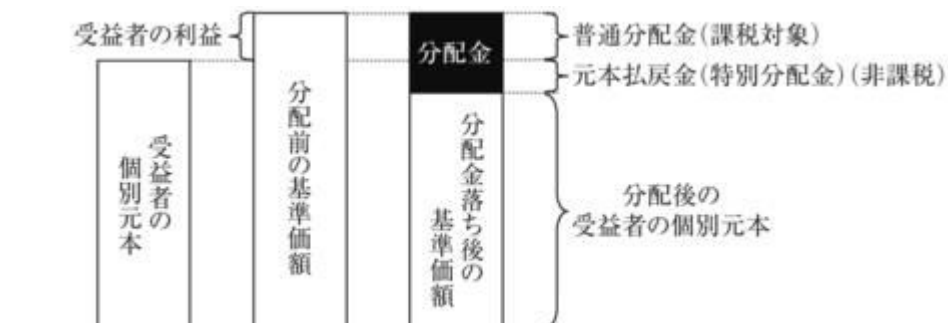 受益者の利益
分配金
普通分配金(課税対象)
元本払戻金(特別分配金)(非課税)
受益者の
個別元本
分配前の基準価額
分配金落ち後の
基準価額
分配後の
受益者の個別元本